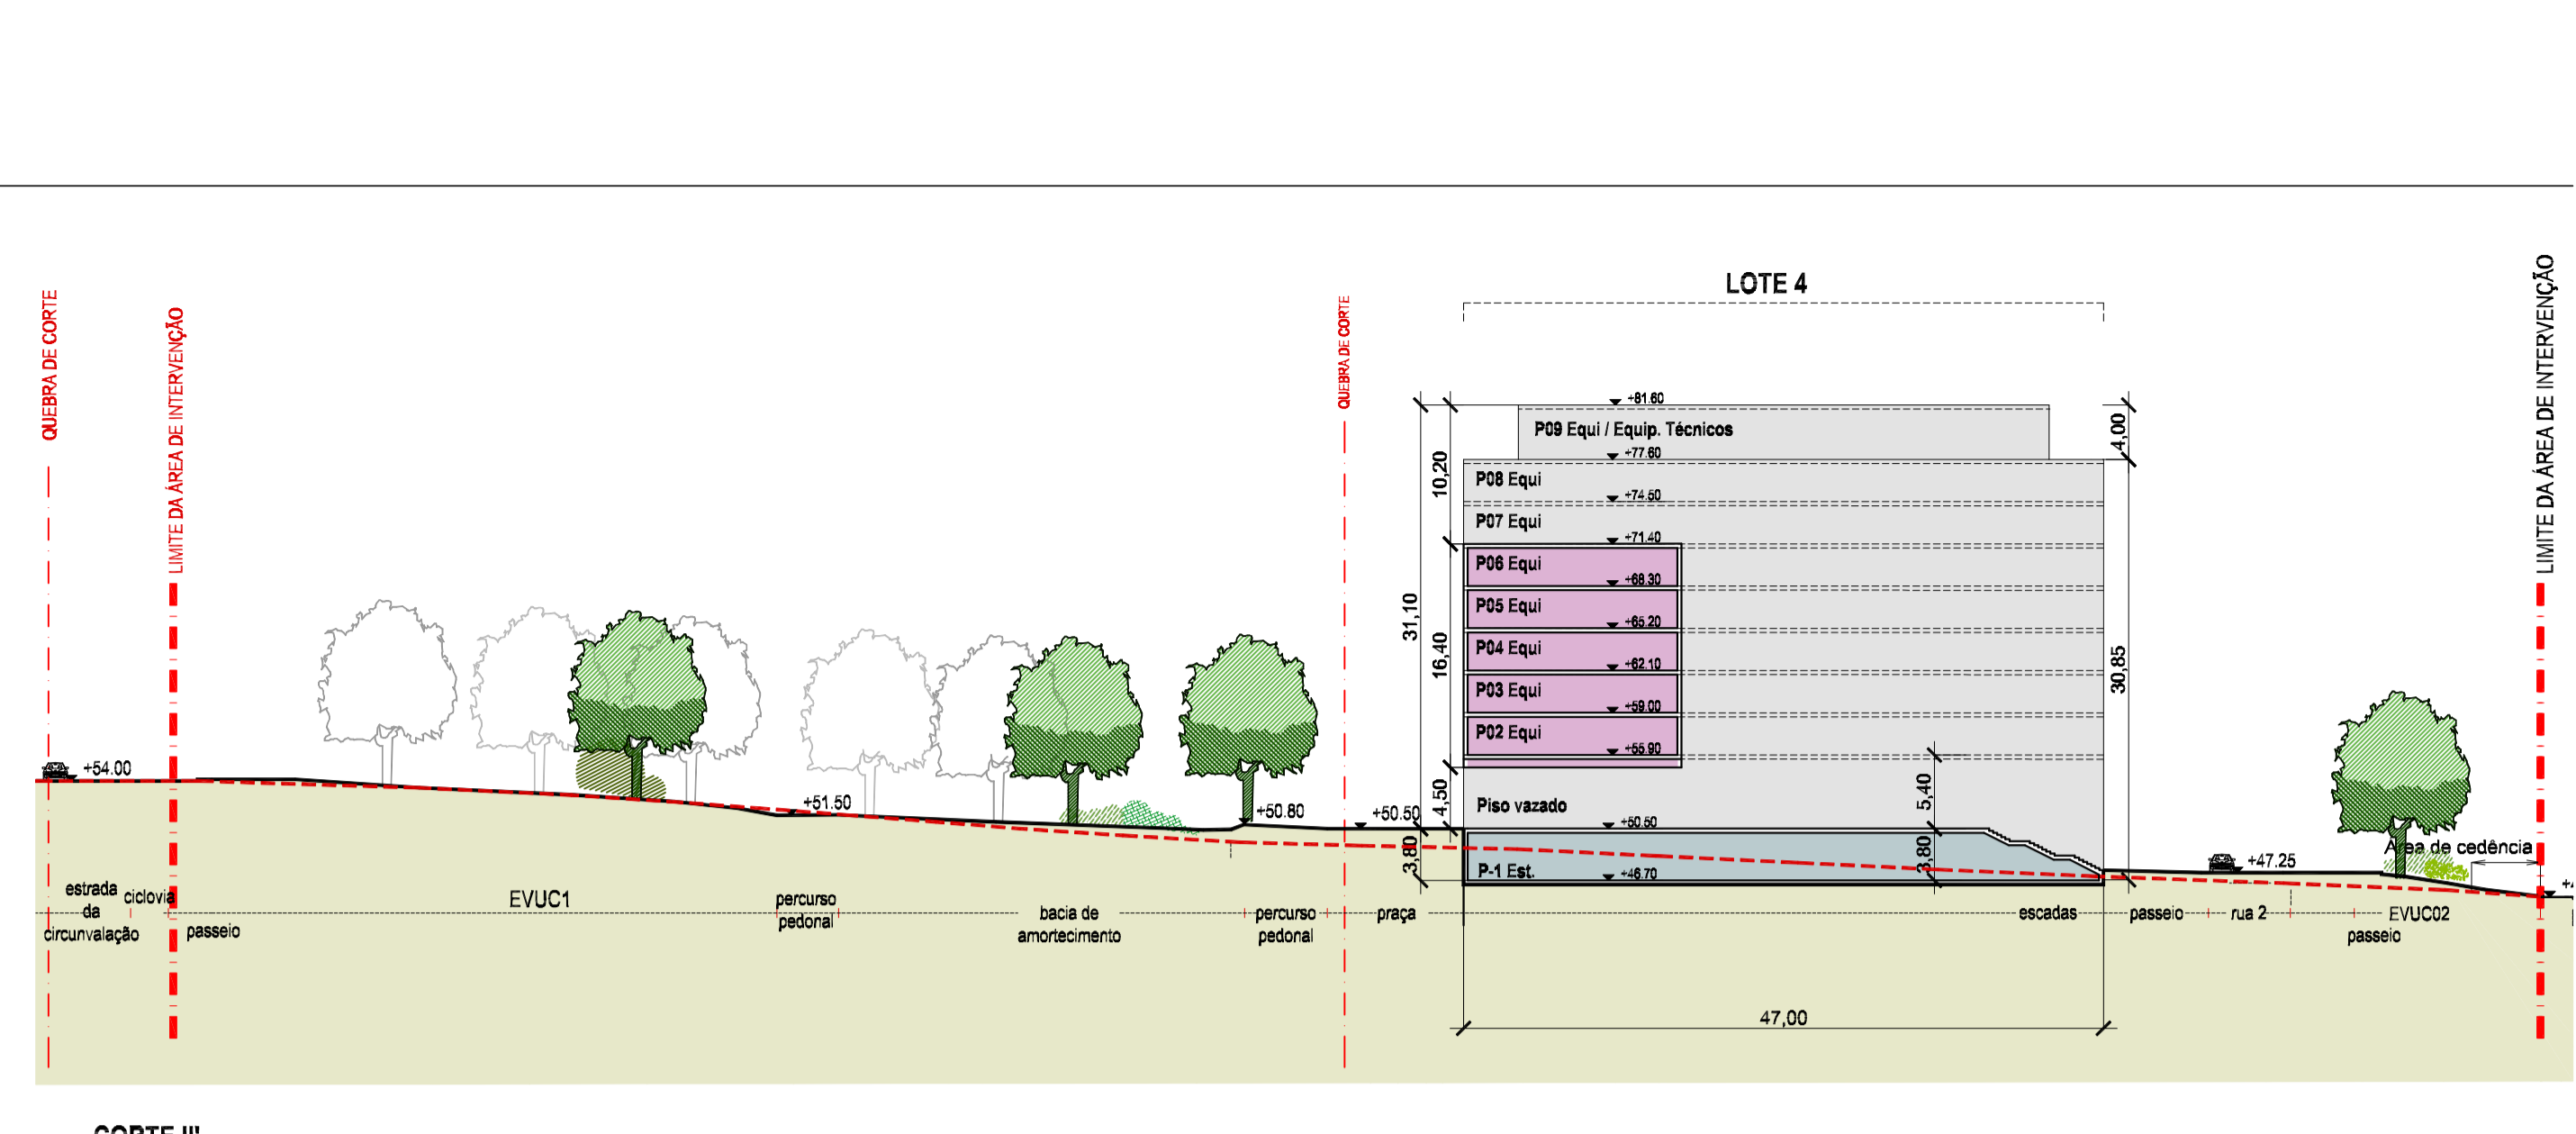 LOTE 4
QUEBRA DE CORTE
LIMITE DA ÁREA DE INTERVENÇÃO
QUEBRA DE CORTE
LIMITE DA ÁREA DE INTERVENÇÃO
+81.60
P09 Equi / Equip. Técnicos
+77.60
P08 Equi
+74.50
P07 Equi
+71.40
P06 Equi
+68.30
P05 Equi
+65.20
P04 Equi
+62.10
P03 Equi
+59.00
P02 Equi
+55.90
Piso vazado
+50.50
P-1 Est.
+46.70
10,20
31,10
16,40
4,50
3,80
5,40
3,80
4,00
30,85
+54.00
+51.50
+50.80
+50.50
+47.25
Área de cedência
estrada
da
circunvalação
ciclovia
passeio
EVUC1
percurso
pedonal
bacia de
amortecimento
percurso
pedonal
praça
escadas
passeio
rua 2
passeio
EVUC02
47,00